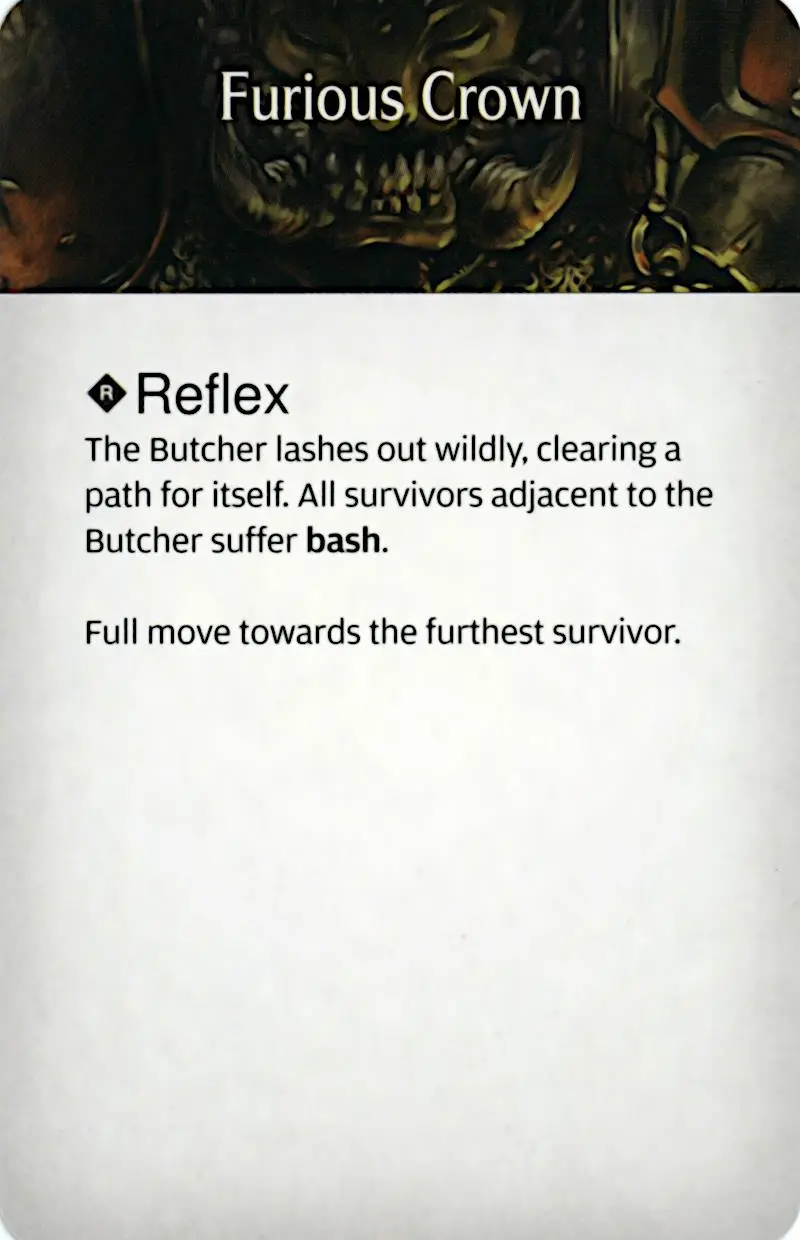 Furious Crown
R Reflex
The Butcher lashes out wildly, clearing a
path for itself. All survivors adjacent to the
Butcher suffer bash.
Full move towards the furthest survivor.